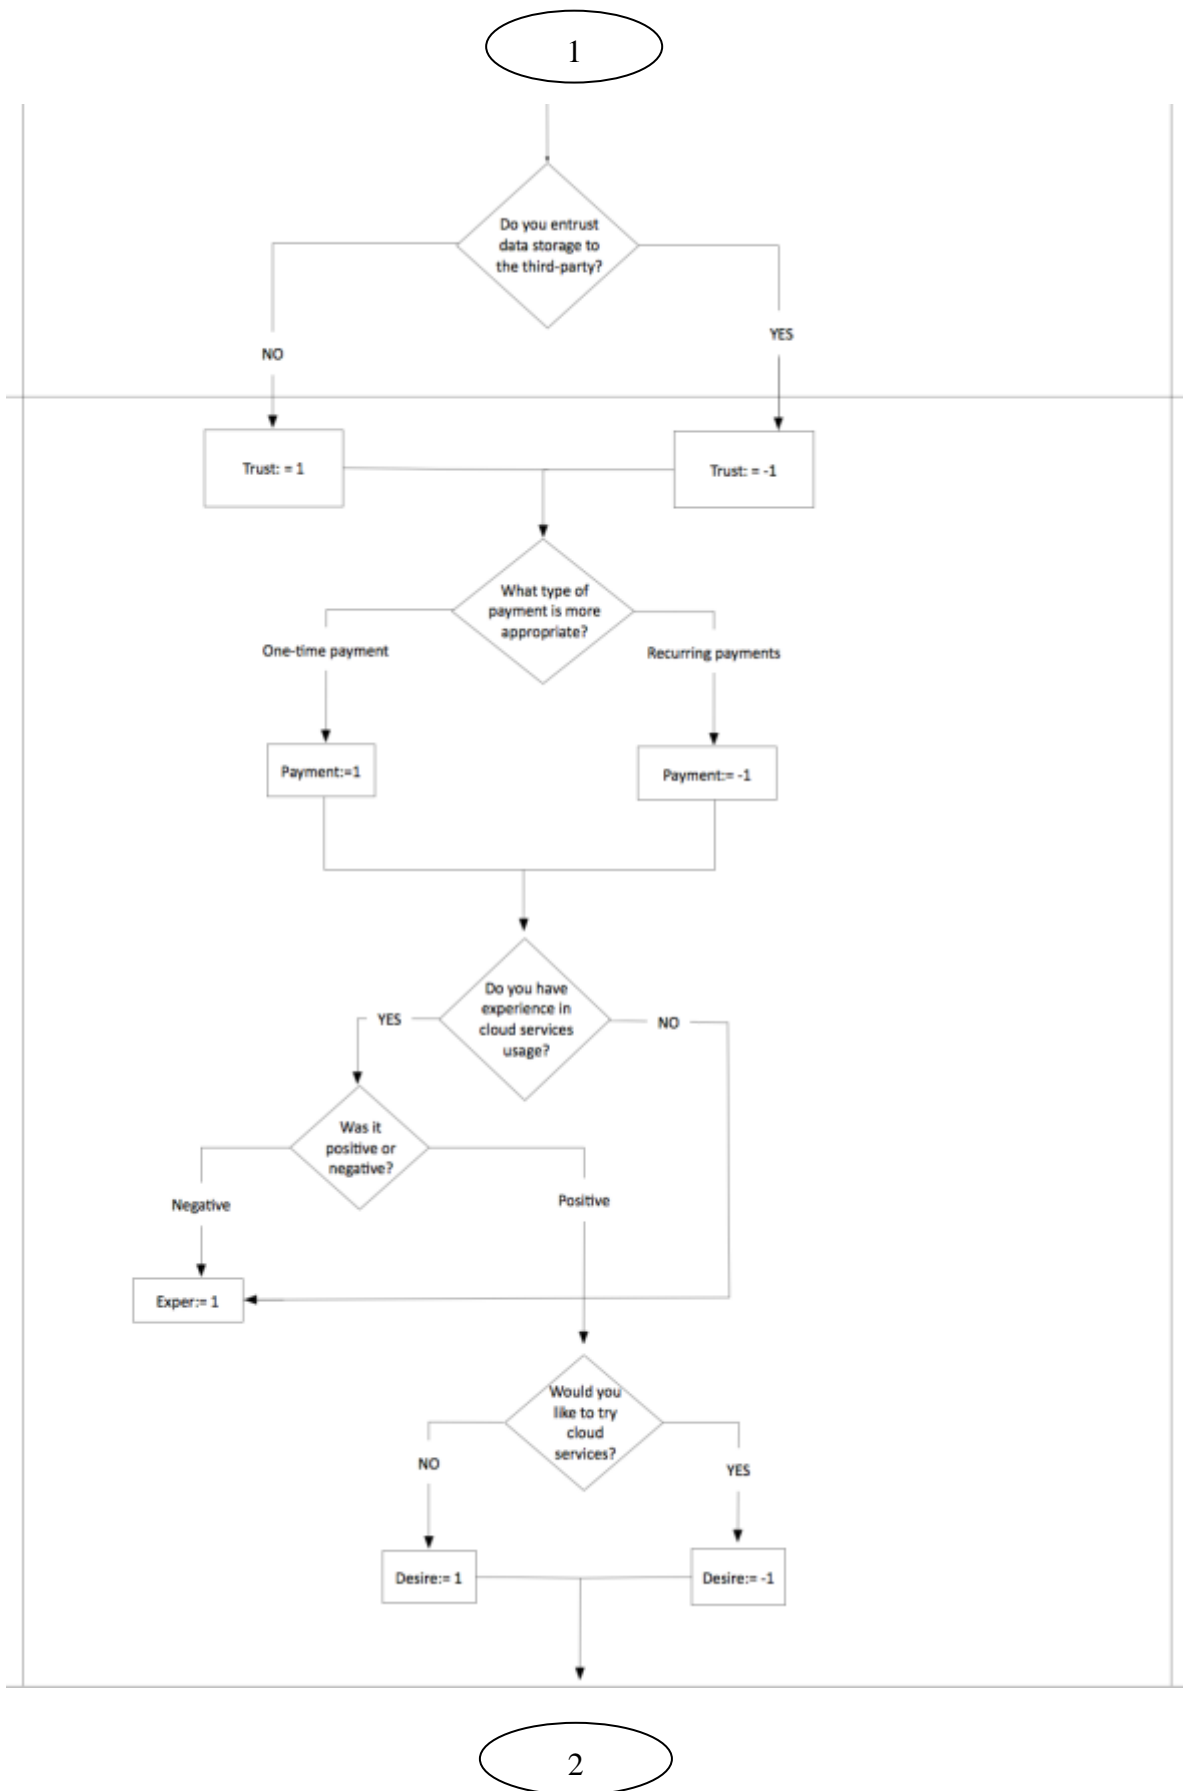 1
Do you entrust
data storage to
the third-party?
NO
YES
Trust: = 1
Trust: = -1
What type of
payment is more
appropriate?
One-time payment
Recurring payments
Payment:=1
Payment:= -1
Do you have
experience in
cloud services
usage?
YES
NO
Was it
positive or
negative?
Negative
Positive
Exper:= 1
Would you
like to try
cloud
services?
NO
YES
Desire:= 1
Desire:= -1
2